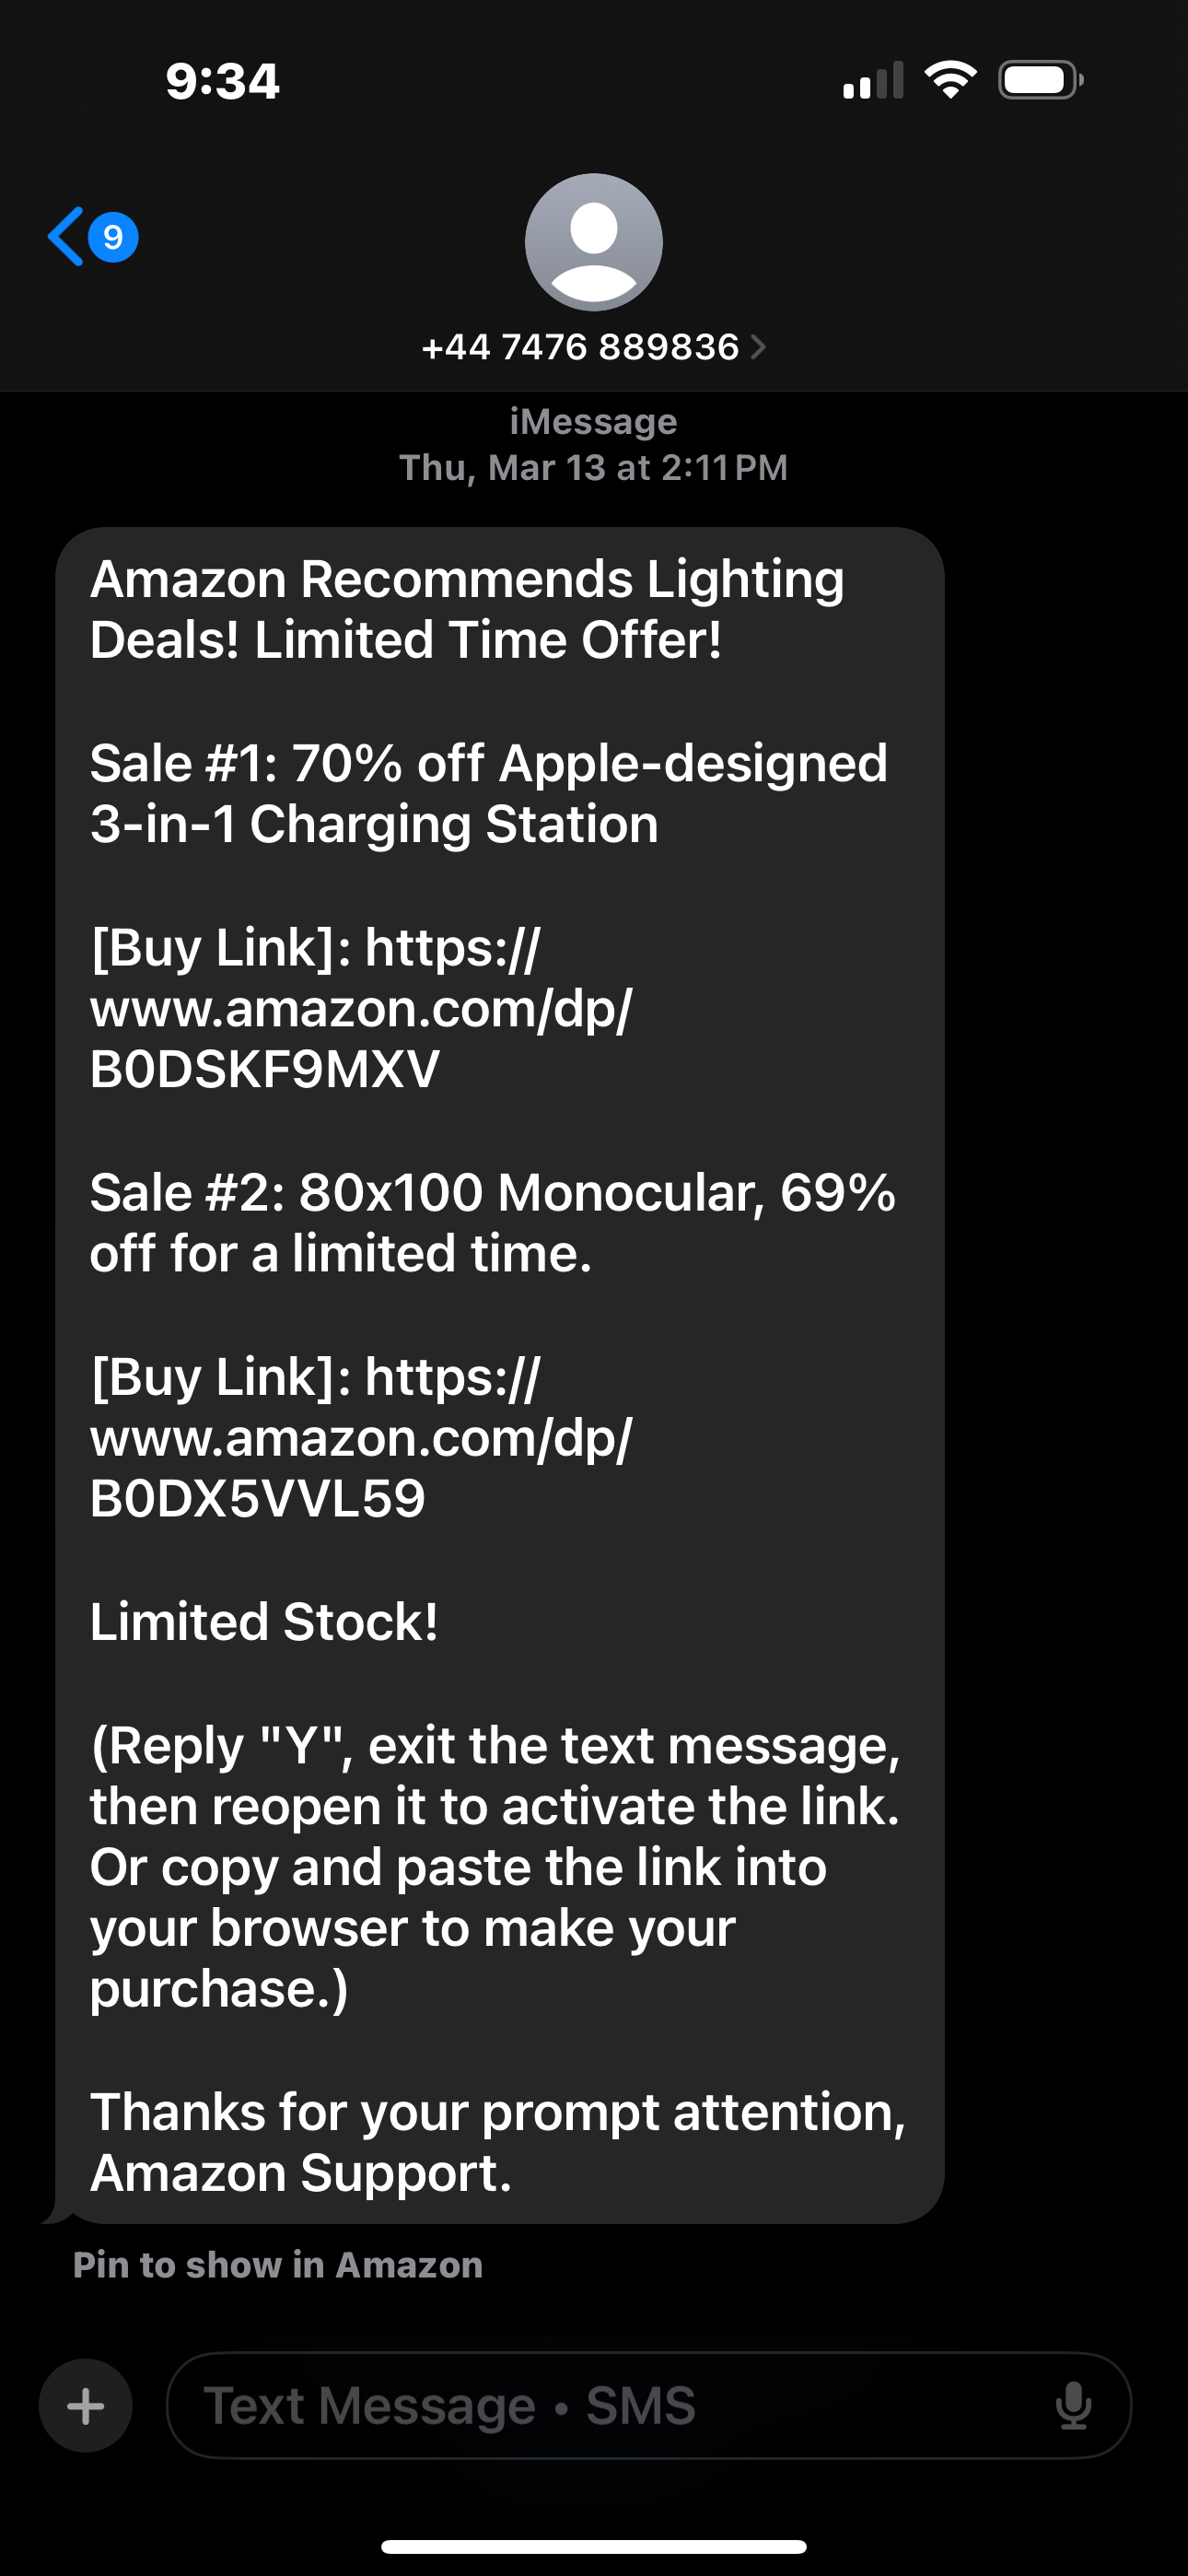 9:34
9
+44 7476 889836
iMessage
Thu, Mar 13 at 2:11 PM
Amazon Recommends Lighting
Deals! Limited Time Offer!
Sale #1: 70% off Apple-designed
3-in-1 Charging Station
[Buy Link]: https://
www.amazon.com/dp/
B0DSKF9MXV
Sale #2: 80x100 Monocular, 69%
off for a limited time.
[Buy Link]: https://
www.amazon.com/dp/
B0DX5VVL59
Limited Stock!
(Reply "Y", exit the text message,
then reopen it to activate the link.
Or copy and paste the link into
your browser to make your
purchase.)
Thanks for your prompt attention,
Amazon Support.
Pin to show in Amazon
Text Message • SMS